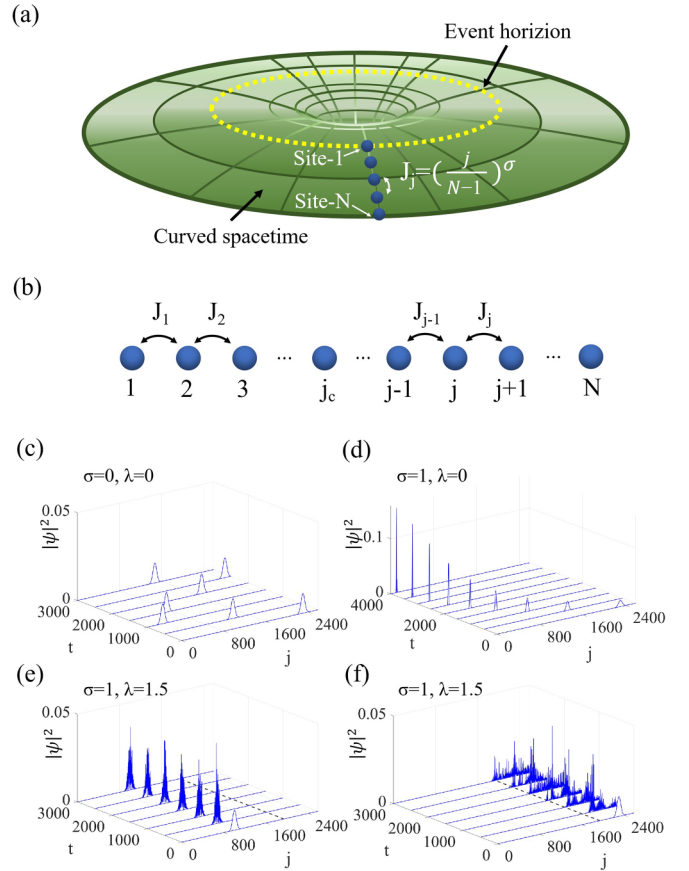 (a)
Event horizion
Site-1
J_j=(j/(N-1))^σ
Site-N
Curved spacetime
(b)
J_1 J_2 J_{j-1} J_j
... ... ... ...
1 2 3 j_c j-1 j j+1 N
(c)
σ=0, λ=0
0.05
|ψ|^2
0
3000
2000
1000
0
t
0
800
1600
2400
j
(d)
σ=1, λ=0
0.1
|ψ|^2
0
4000
2000
0
t
0
800
1600
2400
j
(e)
σ=1, λ=1.5
0.05
|ψ|^2
0
3000
2000
1000
0
t
0
800
1600
2400
j
(f)
σ=1, λ=1.5
0.05
|ψ|^2
0
3000
2000
1000
0
t
0
800
1600
2400
j